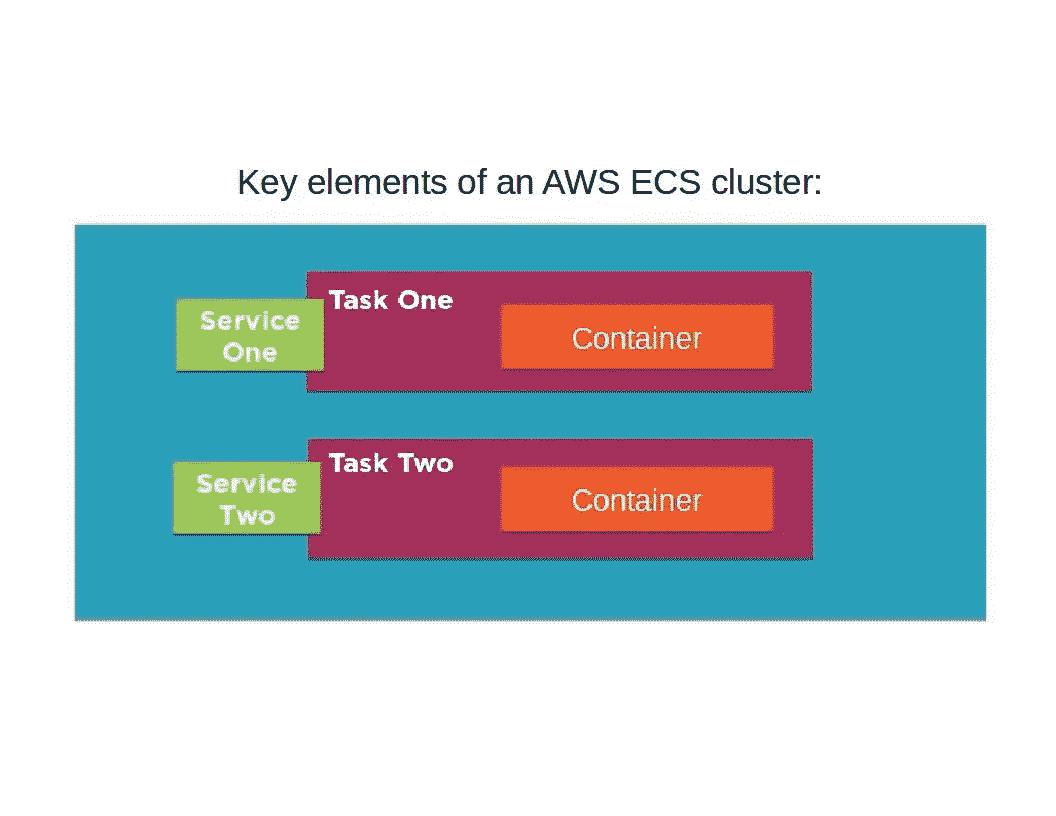 Key elements of an AWS ECS cluster:
Task One
Service
One
Container
Task Two
Service
Two
Container